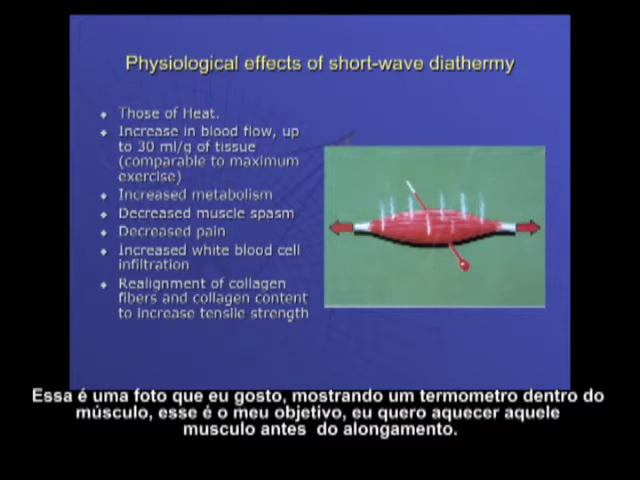 Physiological effects of short-wave diathermy
Those of Heat.
Increase in blood flow, up
to 30 ml/g of tissue
(comparable to maximum
exercise)
Increased metabolism
Decreased muscle spasm
Decreased pain
Increased white blood cell
infiltration
Realignment of collagen
fibers and collagen content
to increase tensile strength
Essa é uma foto que eu gosto, mostrando um termometro dentro do
músculo, esse é o meu objetivo, eu quero aquecer aquele
musculo antes do alongamento.